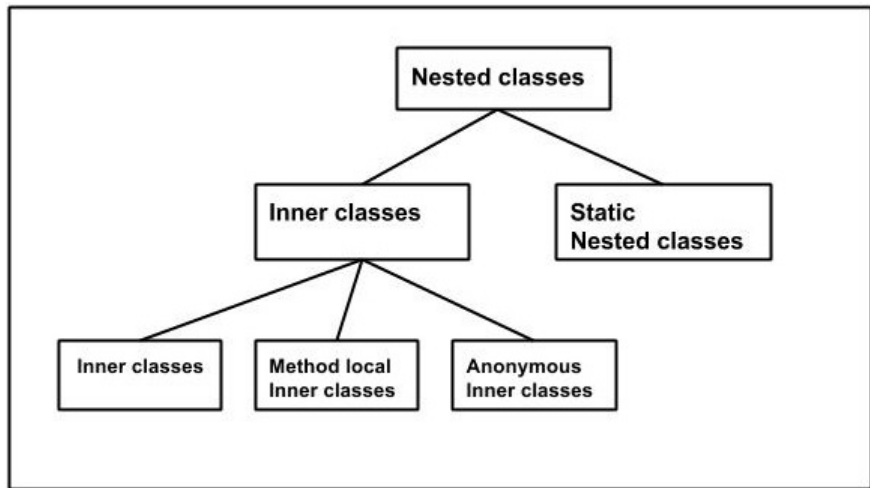 Nested classes
Inner classes
Static
Nested classes
Inner classes
Method local
Inner classes
Anonymous
Inner classes